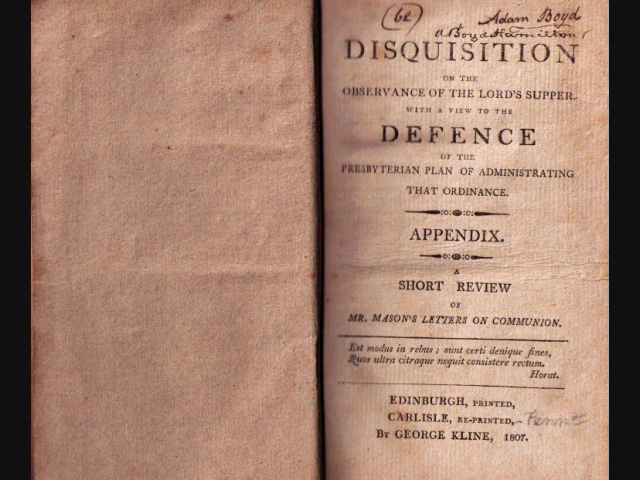 (62)
Adam Boyd
A Boyd Hamilton
DISQUISITION
ON THE
OBSERVANCE OF THE LORD'S SUPPER.
WITH A VIEW TO THE
DEFENCE
OF THE
PRESBYTERIAN PLAN OF ADMINISTRATING
THAT ORDINANCE.
APPENDIX.
A
SHORT REVIEW
OF
MR. MASON'S LETTERS ON COMMUNION.
Est modus in rebus ; sunt certi denique fines,
Quos ultra citraque nequit consistere rectum.
Horat.
EDINBURGH, PRINTED,
CARLISLE, RE-PRINTED,
By GEORGE KLINE, 1807.